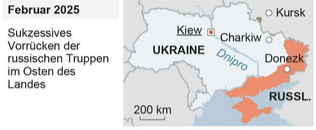 Februar 2025
Sukzessives
Vorrücken der
russischen Truppen
im Osten des
Landes
Kursk
Kiew
Charkiw
UKRAINE
Dnipro
Donezk
RUSSL.
200 km